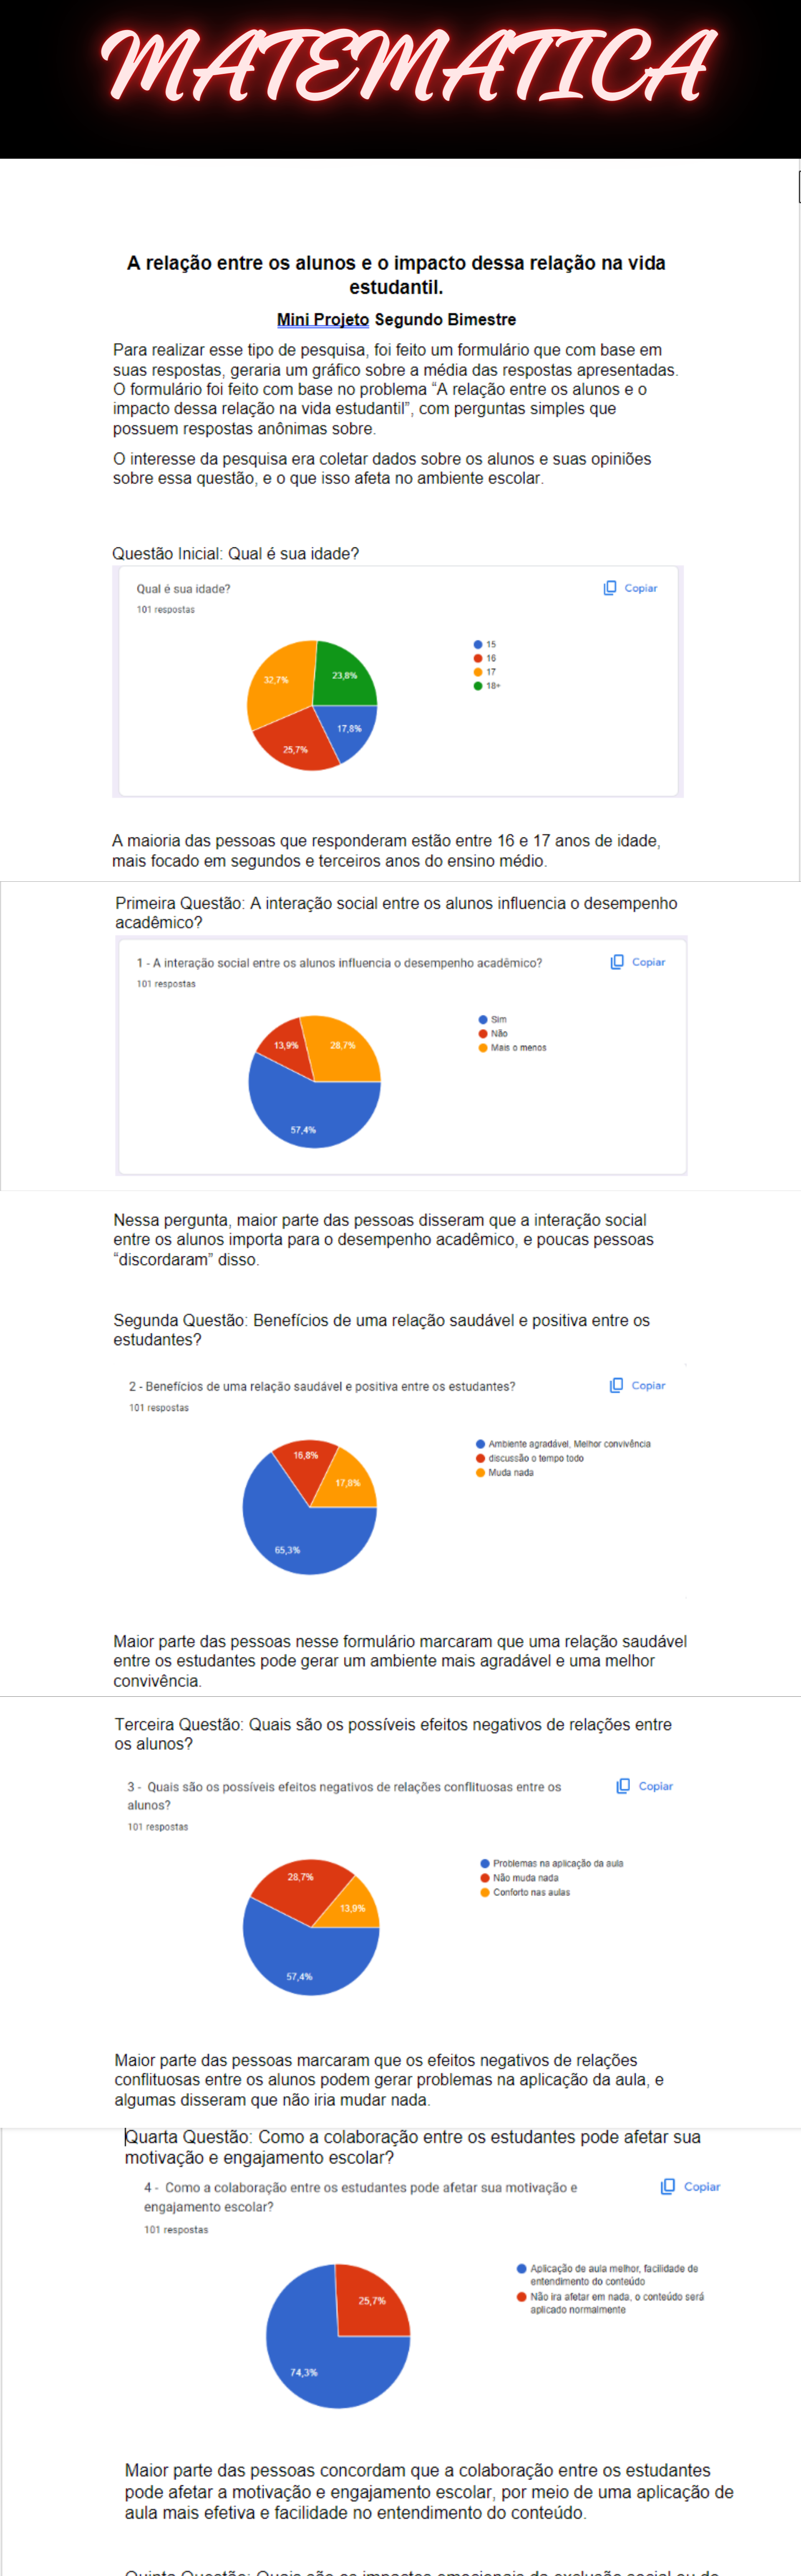 MATEMATICA
A relação entre os alunos e o impacto dessa relação na vida
estudantil.
Mini Projeto Segundo Bimestre
Para realizar esse tipo de pesquisa, foi feito um formulário que com base em
suas respostas, geraria um gráfico sobre a média das respostas apresentadas.
O formulário foi feito com base no problema “A relação entre os alunos e o
impacto dessa relação na vida estudantil”, com perguntas simples que
possuem respostas anônimas sobre.
O interesse da pesquisa era coletar dados sobre os alunos e suas opiniões
sobre essa questão, e o que isso afeta no ambiente escolar.
Questão Inicial: Qual é sua idade?
Qual é sua idade?
Copiar
101 respostas
15
16
17
18+
32,7%
23,8%
17,8%
25,7%
A maioria das pessoas que responderam estão entre 16 e 17 anos de idade,
mais focado em segundos e terceiros anos do ensino médio.
Primeira Questão: A interação social entre os alunos influencia o desempenho
acadêmico?
1 - A interação social entre os alunos influencia o desempenho acadêmico?
Copiar
101 respostas
Sim
Não
Mais o menos
13,9%
28,7%
57,4%
Nessa pergunta, maior parte das pessoas disseram que a interação social
entre os alunos importa para o desempenho acadêmico, e poucas pessoas
“discordaram” disso.
Segunda Questão: Benefícios de uma relação saudável e positiva entre os
estudantes?
2 - Benefícios de uma relação saudável e positiva entre os estudantes?
Copiar
101 respostas
Ambiente agradável, Melhor convivência
discussão o tempo todo
Muda nada
16,8%
17,8%
65,3%
Maior parte das pessoas nesse formulário marcaram que uma relação saudável
entre os estudantes pode gerar um ambiente mais agradável e uma melhor
convivência.
Terceira Questão: Quais são os possíveis efeitos negativos de relações entre
os alunos?
3 - Quais são os possíveis efeitos negativos de relações conflituosas entre os
alunos?
Copiar
101 respostas
Problemas na aplicação da aula
Não muda nada
Conforto nas aulas
28,7%
13,9%
57,4%
Maior parte das pessoas marcaram que os efeitos negativos de relações
conflituosas entre os alunos podem gerar problemas na aplicação da aula, e
algumas disseram que não iria mudar nada.
Quarta Questão: Como a colaboração entre os estudantes pode afetar sua
motivação e engajamento escolar?
4 - Como a colaboração entre os estudantes pode afetar sua motivação e
engajamento escolar?
Copiar
101 respostas
Aplicação de aula melhor, facilidade de
entendimento do conteúdo
Não ira afetar em nada, o conteúdo será
aplicado normalmente
25,7%
74,3%
Maior parte das pessoas concordam que a colaboração entre os estudantes
pode afetar a motivação e engajamento escolar, por meio de uma aplicação de
aula mais efetiva e facilidade no entendimento do conteúdo.
Quinta Questão: Quais são os impactos emocionais da exclusão social ou do